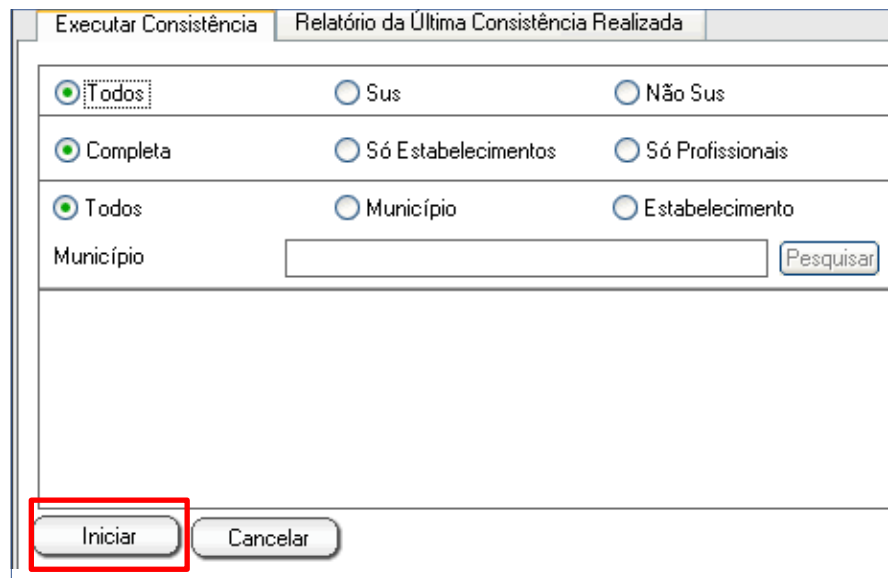 Executar Consistência Relatório da Última Consistência Realizada
Todos Sus Não Sus
Completa Só Estabelecimentos Só Profissionais
Todos Município Estabelecimento
Município Pesquisar
Iniciar Cancelar